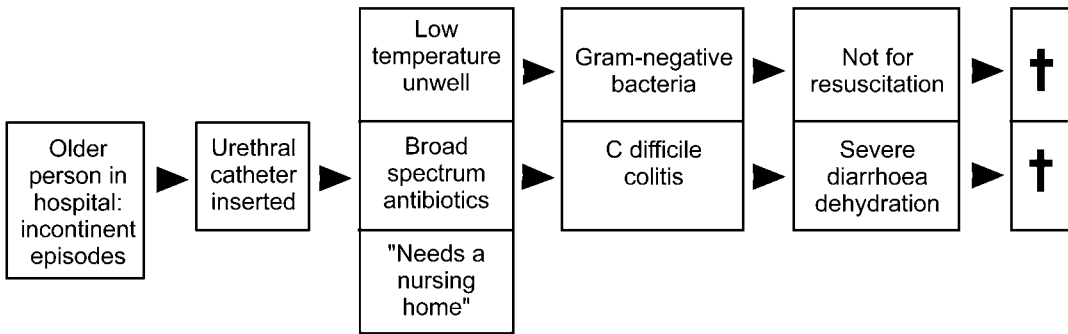 Older
person in
hospital:
incontinent
episodes
Urethral
catheter
inserted
Low
temperature
unwell
Gram-negative
bacteria
Not for
resuscitation
Broad
spectrum
antibiotics
C difficile
colitis
Severe
diarrhoea
dehydration
"Needs a
nursing
home"